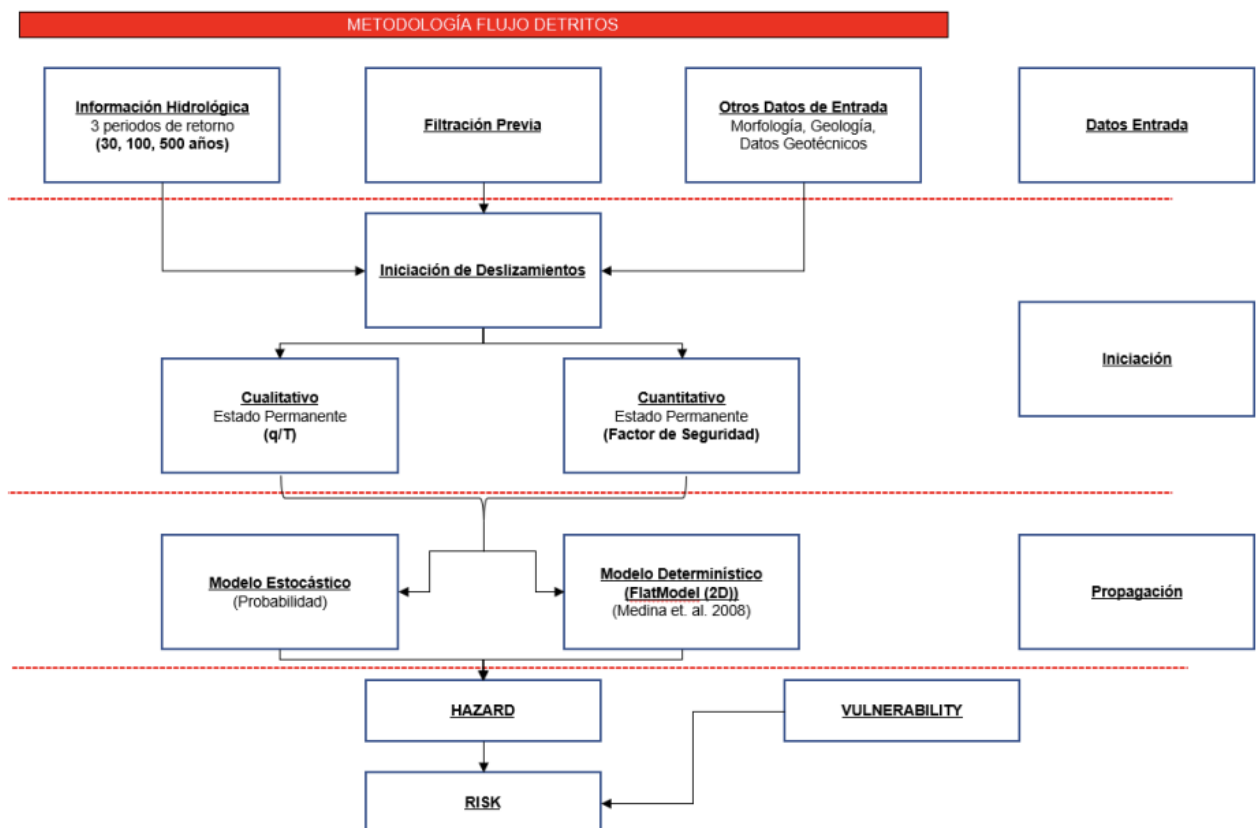 METODOLOGÍA FLUJO DETRITOS
Información Hidrológica
3 periodos de retorno
(30, 100, 500 años)
Filtración Previa
Otros Datos de Entrada
Morfología, Geología,
Datos Geotécnicos
Datos Entrada
Iniciación de Deslizamientos
Iniciación
Cualitativo
Estado Permanente
(q/T)
Cuantitativo
Estado Permanente
(Factor de Seguridad)
Modelo Estocástico
(Probabilidad)
Modelo Determinístico
(FlatModel (2D))
(Medina et. al. 2008)
Propagación
HAZARD
VULNERABILITY
RISK